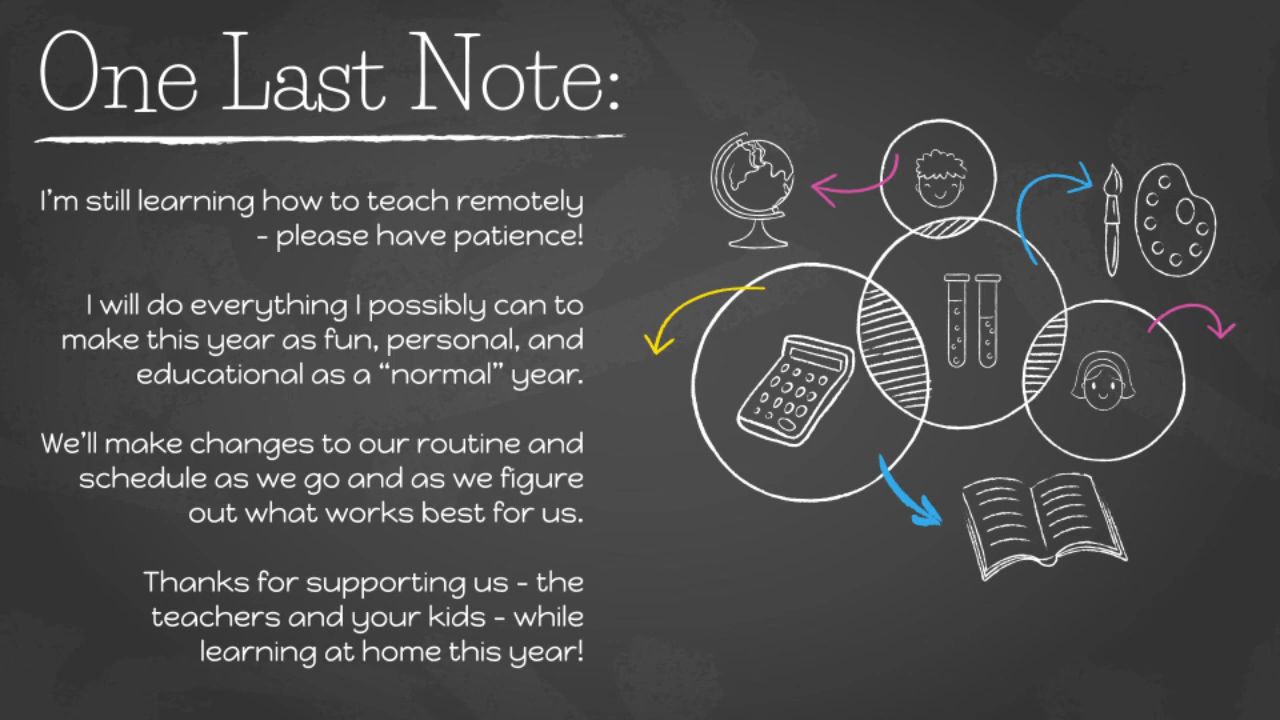 One Last Note:
I'm still learning how to teach remotely
- please have patience!
I will do everything I possibly can to
make this year as fun, personal, and
educational as a “normal” year.
We'll make changes to our routine and
schedule as we go and as we figure
out what works best for us.
Thanks for supporting us - the
teachers and your kids - while
learning at home this year!